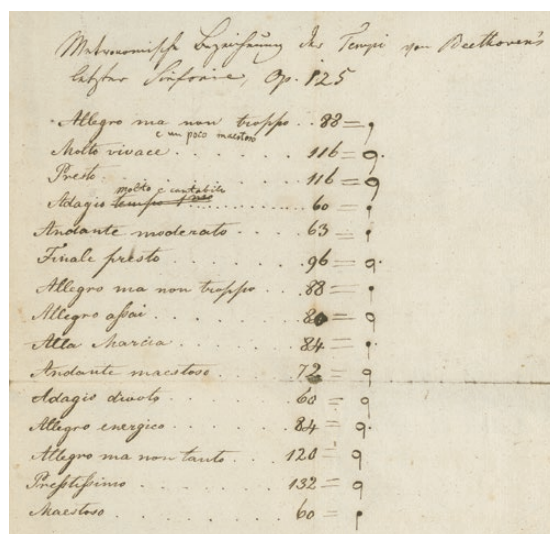 Metronomische Bezeichnung der Tempi von Beethoven's
letzter Sinfonie, Op. 125
Allegro ma non troppo . . 88 = ♩
e un poco maestoso
Molto vivace . . . . . . 116 = 𝅗𝅥.
Presto . . . . . . . . 116 = 𝅗𝅥
molto e cantabile
Adagio tempo 1mo . . . . . . 60 = ♩
Andante moderato . . . . 63 = ♩
Finale presto . . . . . . 96 = 𝅗𝅥.
Allegro ma non troppo . . . 88 = ♩
Allegro assai . . . . . . 80 = 𝅗𝅥
Alla Marcia . . . . . . . 84 = ♩.
Andante maestoso . . . . . 72 = 𝅗𝅥
Adagio divoto . . . . . . 60 = 𝅗𝅥
Allegro energico . . . . . 84 = 𝅗𝅥.
Allegro ma non tanto . . . 120 = 𝅗𝅥
Prestissimo . . . . . . . 132 = 𝅗𝅥
Maestoso . . . . . . . . 60 = ♩